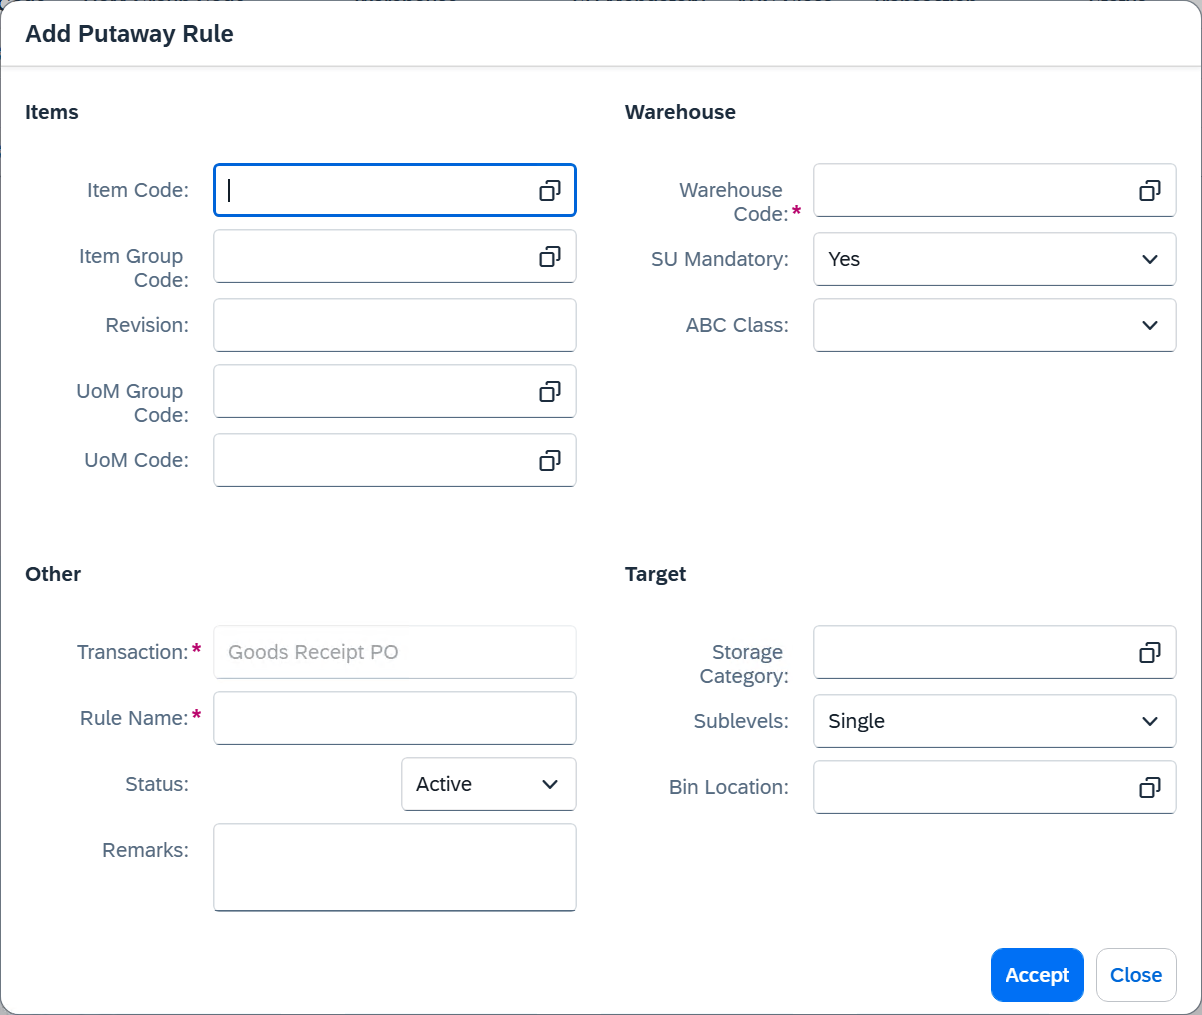 Add Putaway Rule
Items
Item Code:
Item Group
Code:
Revision:
UoM Group
Code:
UoM Code:
Warehouse
Warehouse
Code:*
SU Mandatory: Yes
ABC Class:
Other
Transaction:* Goods Receipt PO
Rule Name:*
Status: Active
Remarks:
Target
Storage
Category:
Sublevels: Single
Bin Location:
Accept Close